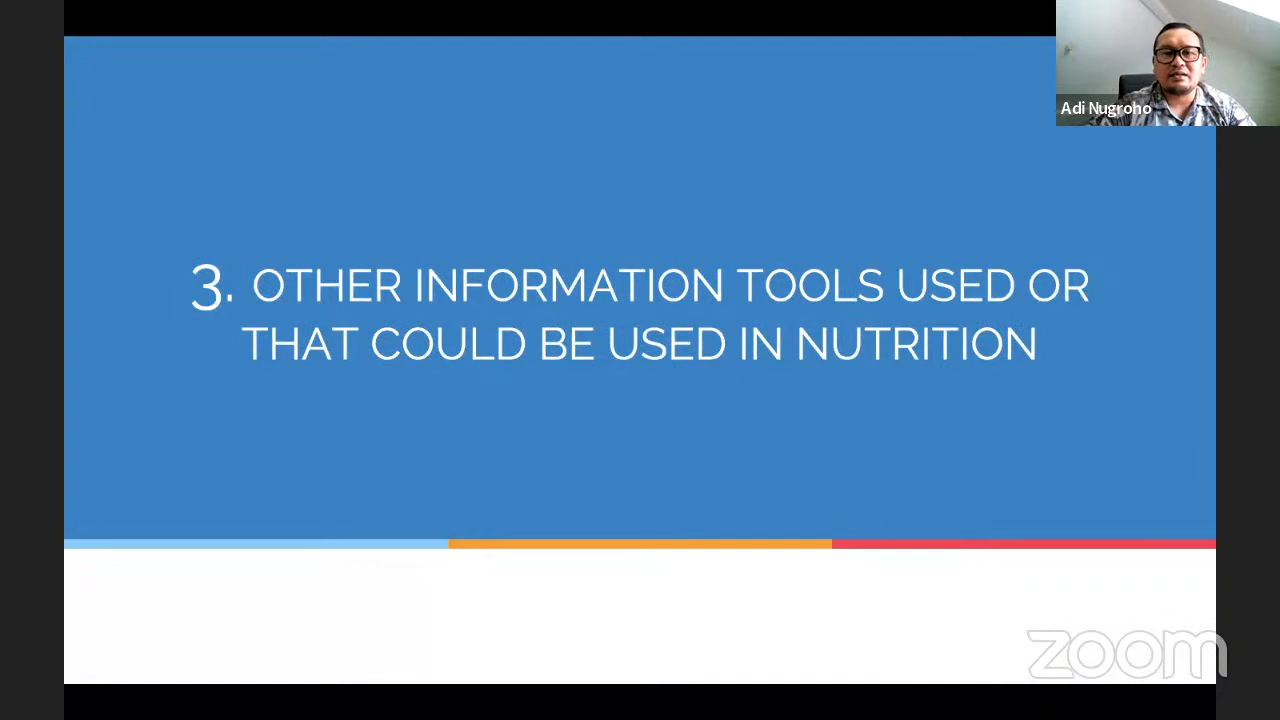 Adi Nugroho
3. OTHER INFORMATION TOOLS USED OR
THAT COULD BE USED IN NUTRITION
zoom